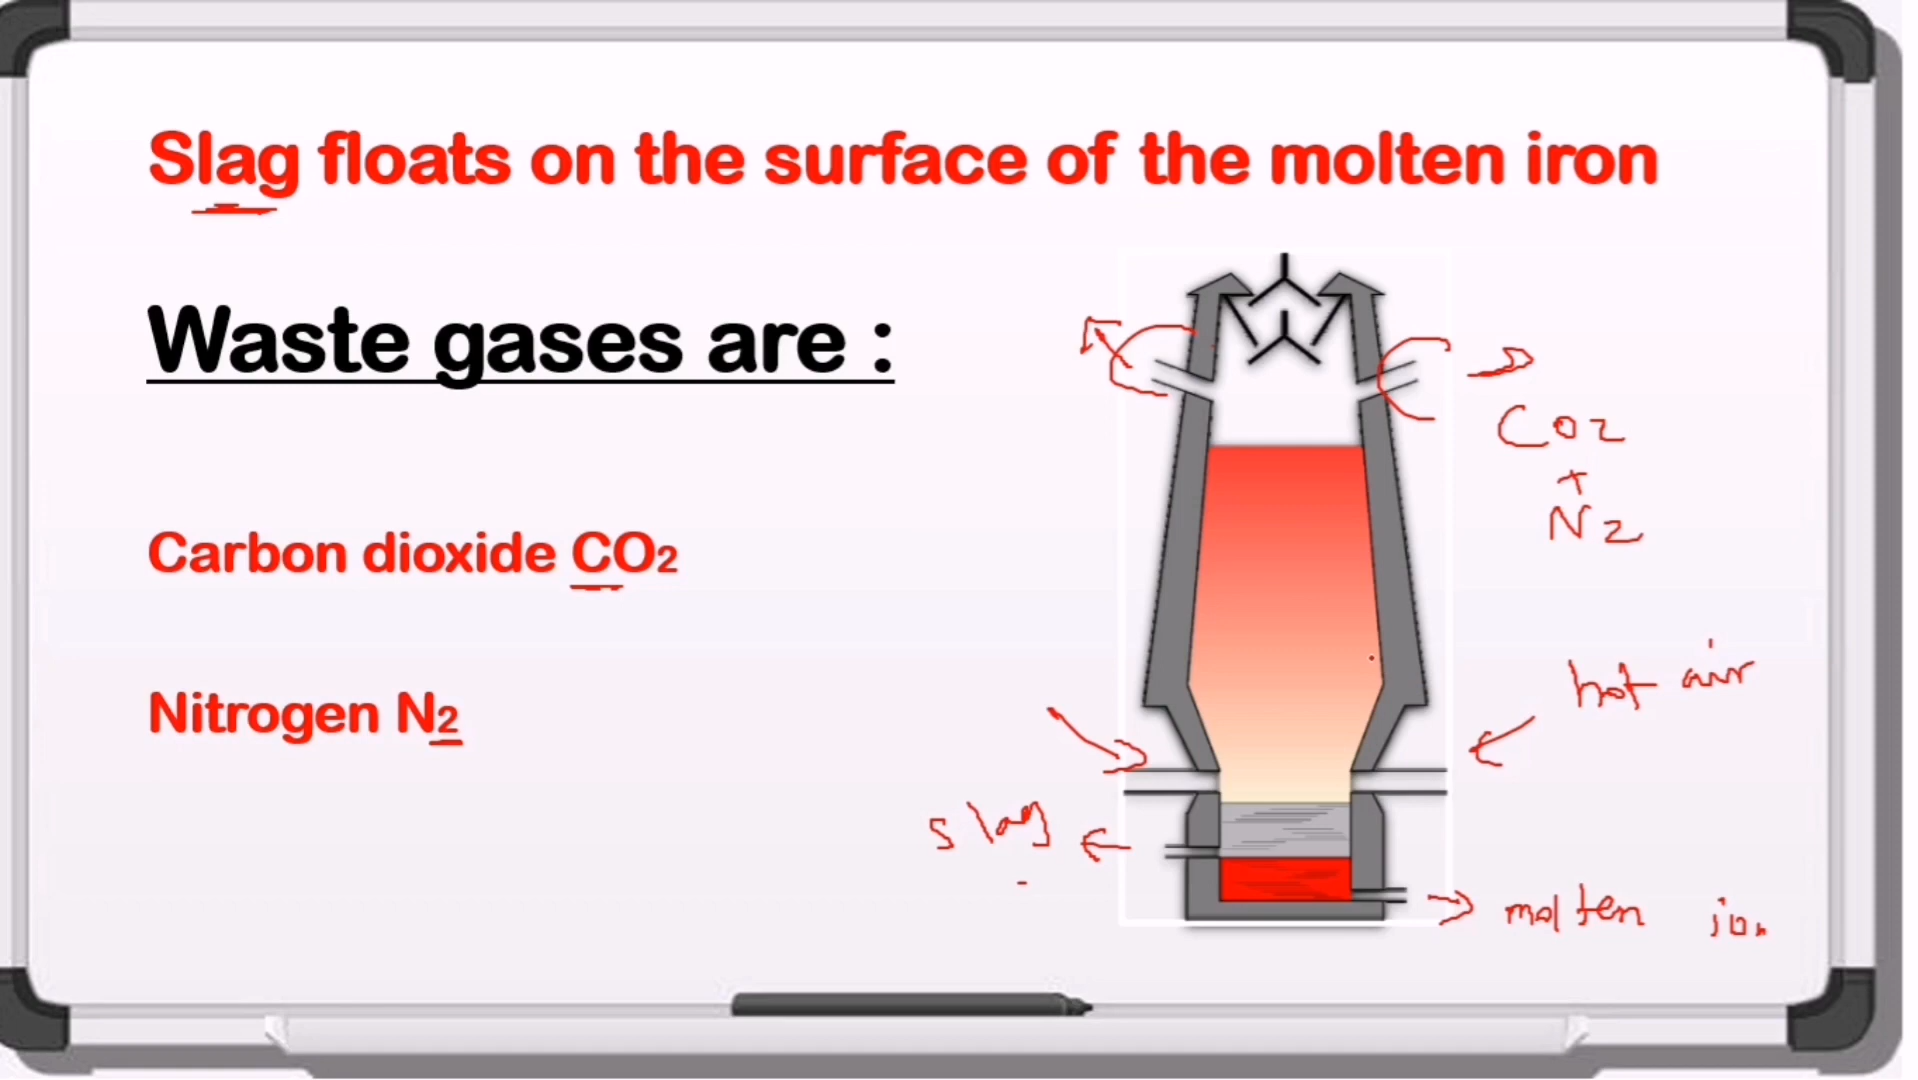 Slag floats on the surface of the molten iron
Waste gases are :
Carbon dioxide CO2
Nitrogen N2
CO2
+
N2
hot air
slag
molten iron